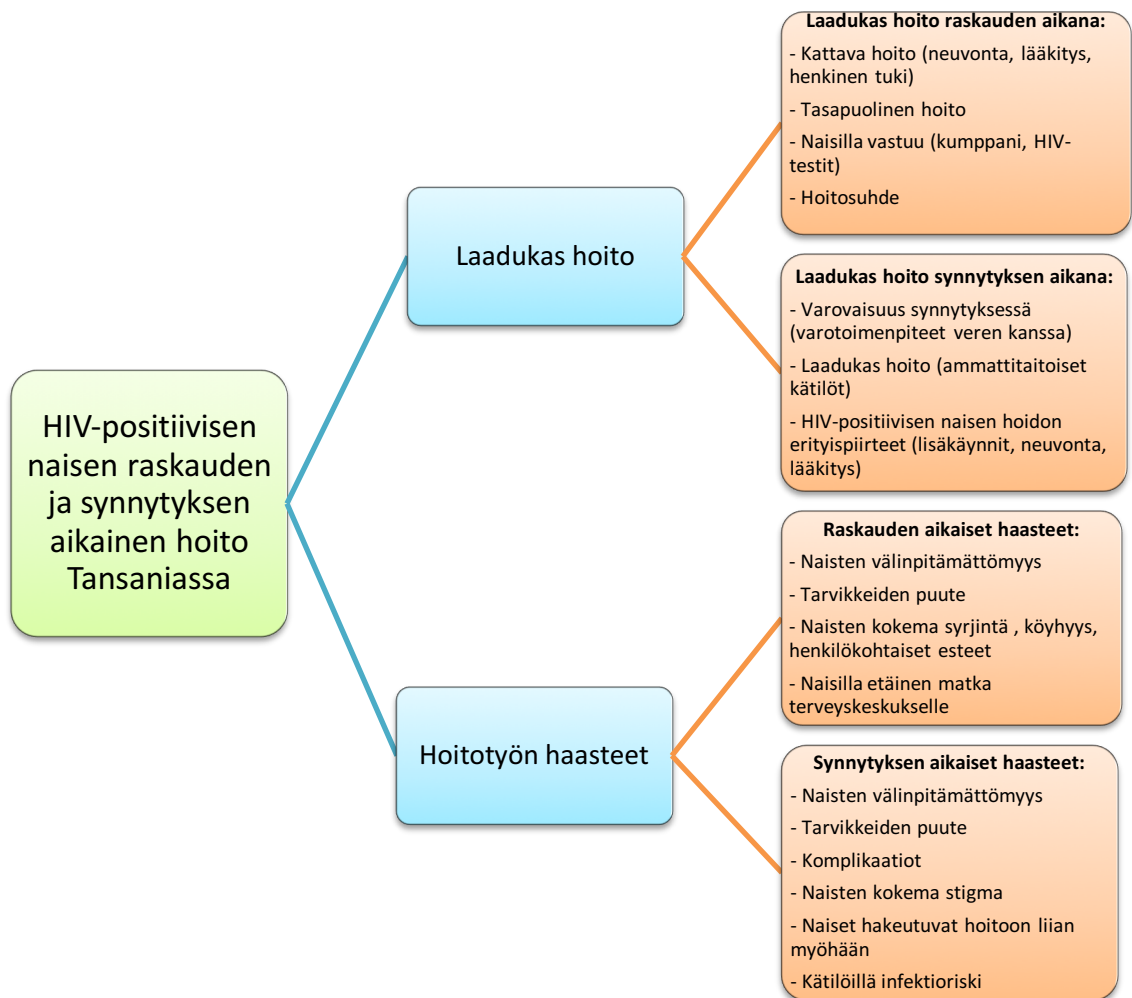 HIV-positiivisen
naisen raskauden
ja synnytyksen
aikainen hoito
Tansaniassa
Laadukas hoito
Laadukas hoito raskauden aikana:
- Kattava hoito (neuvonta, lääkitys,
henkinen tuki)
- Tasapuolinen hoito
- Naisilla vastuu (kumppani, HIV-
testit)
- Hoitosuhde
Laadukas hoito synnytyksen aikana:
- Varovaisuus synnytyksessä
(varotoimenpiteet veren kanssa)
- Laadukas hoito (ammattitaitoiset
kätilöt)
- HIV-positiivisen naisen hoidon
erityispiirteet (lisäkäynnit, neuvonta,
lääkitys)
Hoitotyön haasteet
Raskauden aikaiset haasteet:
- Naisten välinpitämättömyys
- Tarvikkeiden puute
- Naisten kokema syrjintä , köyhyys,
henkilökohtaiset esteet
- Naisilla etäinen matka
terveyskeskukselle
Synnytyksen aikaiset haasteet:
- Naisten välinpitämättömyys
- Tarvikkeiden puute
- Komplikaatiot
- Naisten kokema stigma
- Naiset hakeutuvat hoitoon liian
myöhään
- Kätilöillä infektioriski